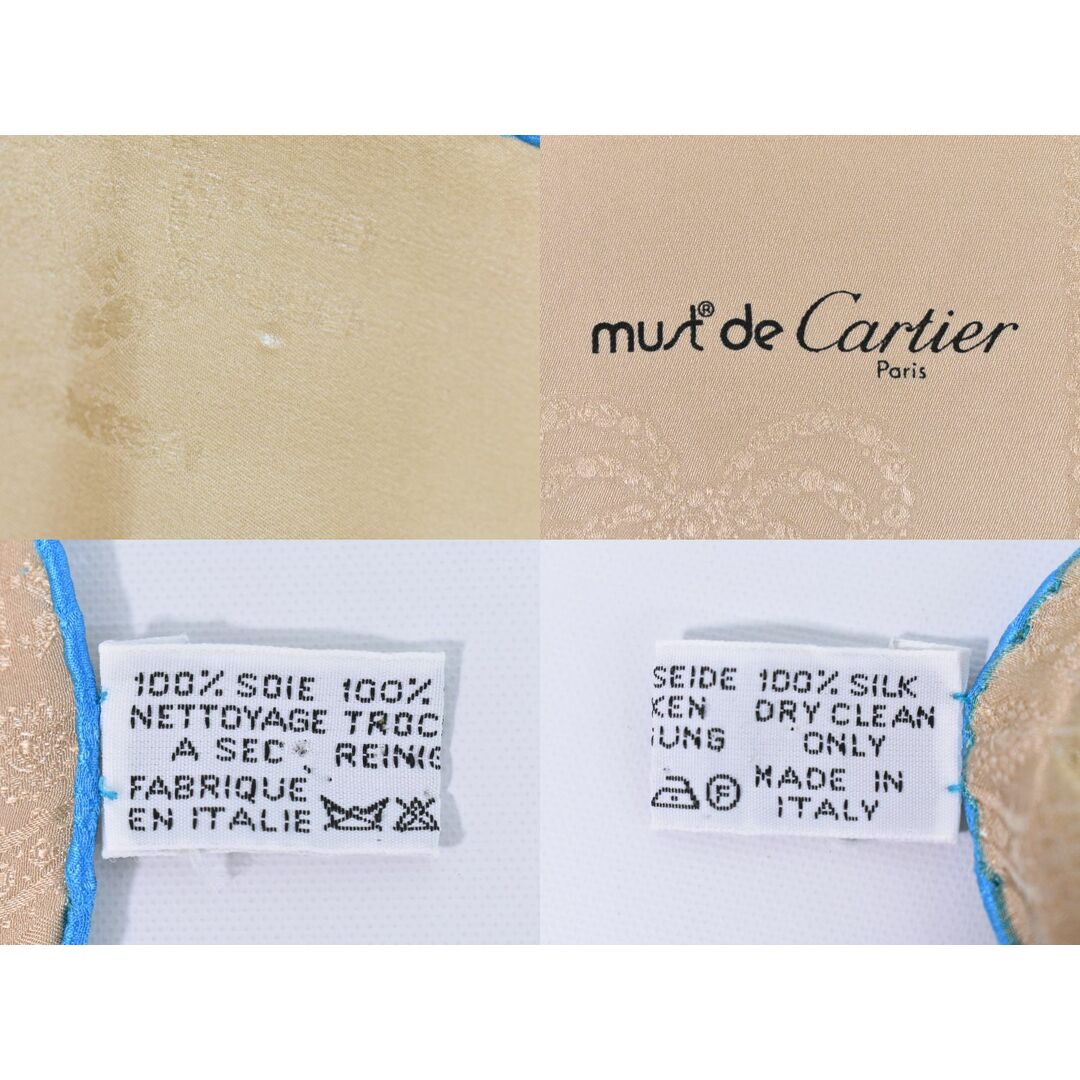 must® de Cartier
Paris
100% SOIE 100%
NETTOYAGE TROC
A SEC REINIG
FABRIQUE
EN ITALIE
SEIDE 100% SILK
KEN DRY CLEAN
UNG ONLY
MADE IN
ITALY